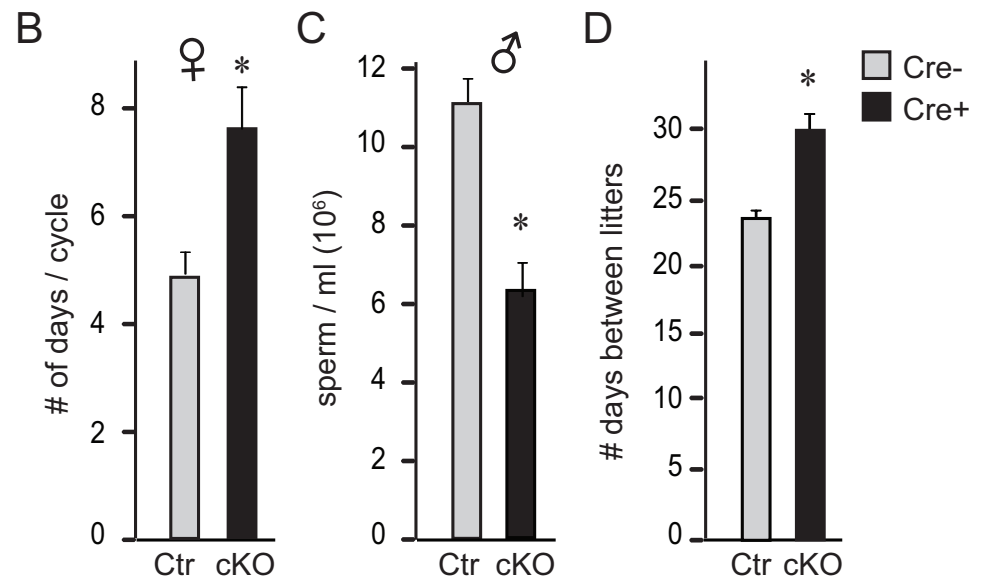 B
♀
*
8
6
4
2
0
# of days / cycle
Ctr cKO
C
♂
*
12
10
8
6
4
2
0
sperm / ml (10⁶)
Ctr cKO
D
*
30
25
20
15
10
5
0
# days between litters
Ctr cKO
Cre-
Cre+